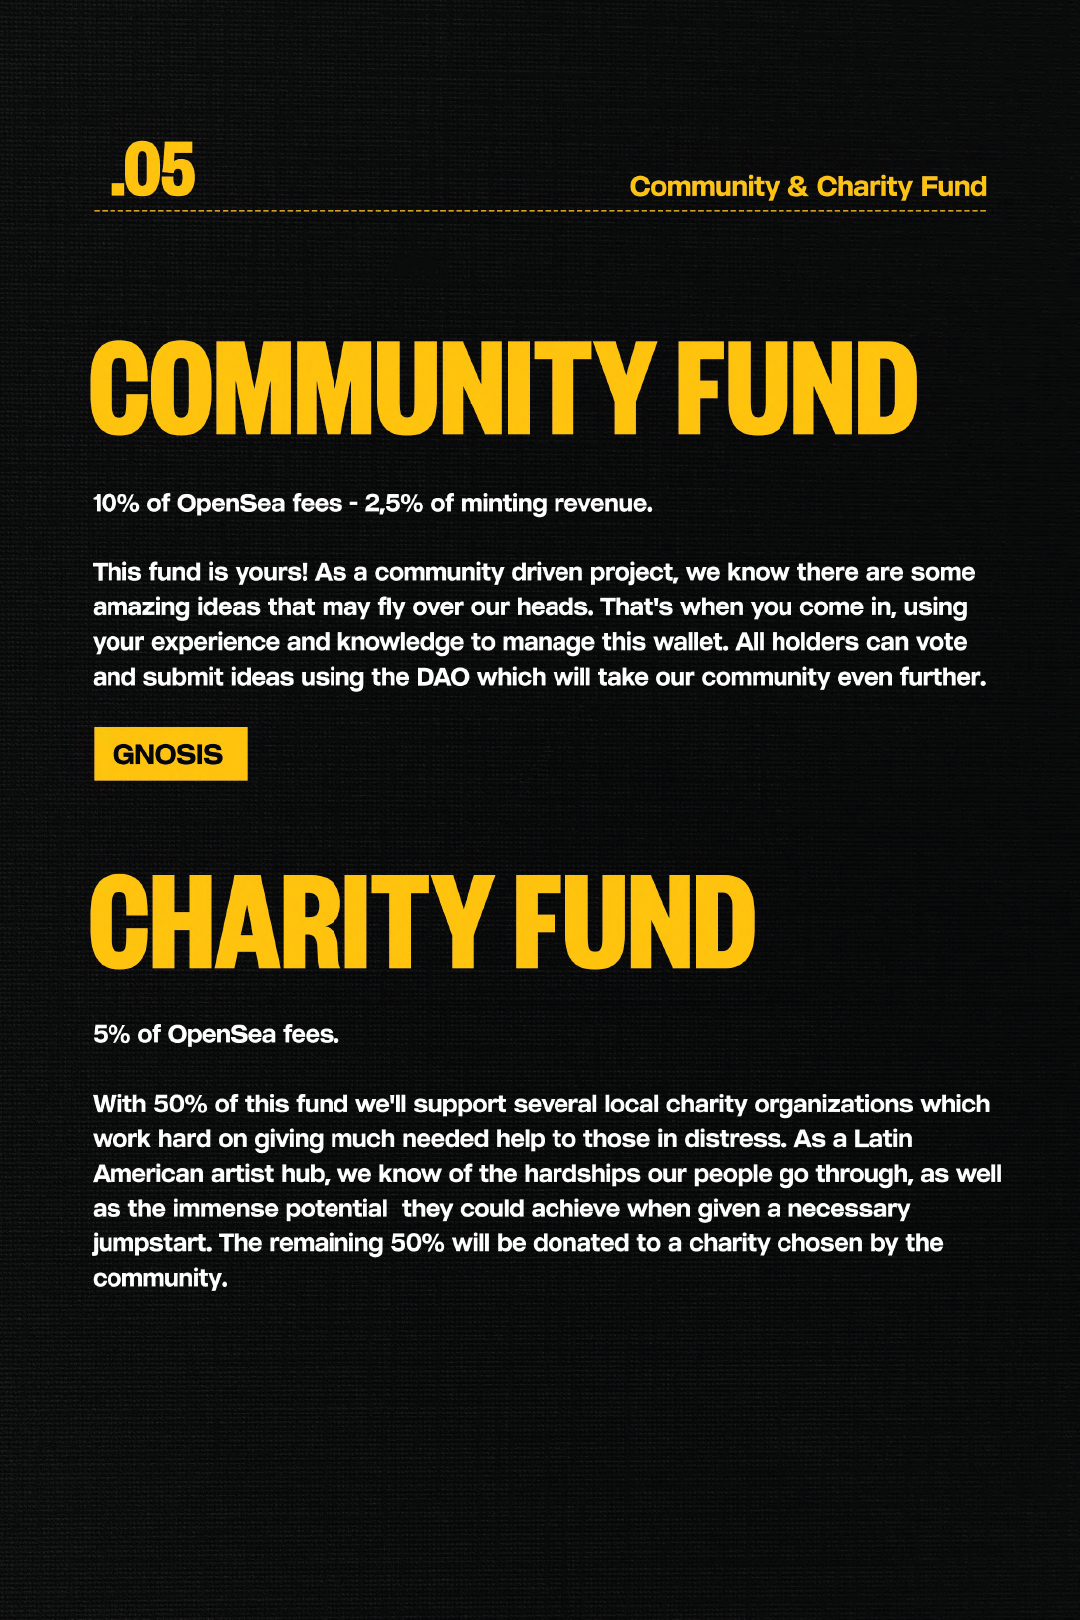 .05
Community & Charity Fund
COMMUNITY FUND
10% of OpenSea fees - 2,5% of minting revenue.
This fund is yours! As a community driven project, we know there are some
amazing ideas that may fly over our heads. That's when you come in, using
your experience and knowledge to manage this wallet. All holders can vote
and submit ideas using the DAO which will take our community even further.
GNOSIS
CHARITY FUND
5% of OpenSea fees.
With 50% of this fund we'll support several local charity organizations which
work hard on giving much needed help to those in distress. As a Latin
American artist hub, we know of the hardships our people go through, as well
as the immense potential  they could achieve when given a necessary
jumpstart. The remaining 50% will be donated to a charity chosen by the
community.